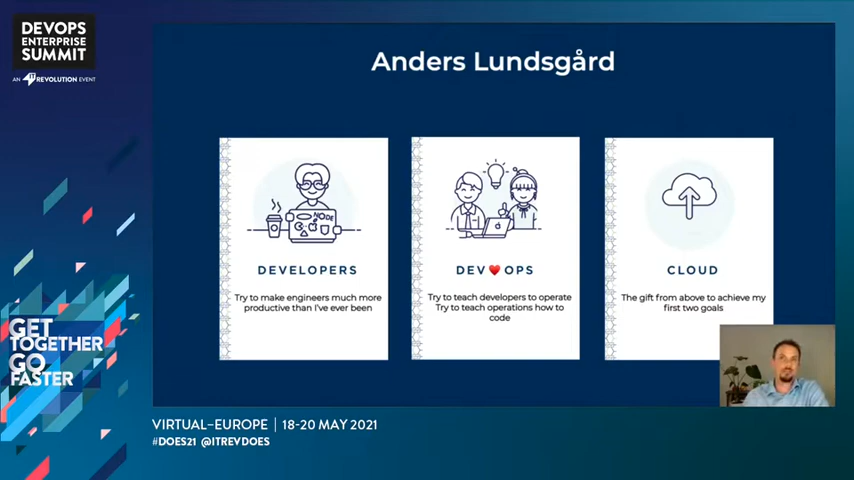 DEVOPS
ENTERPRISE
SUMMIT
AN IT REVOLUTION EVENT
Anders Lundsgård
NODE
DEVELOPERS
Try to make engineers much more
productive than I've ever been
DEV❤OPS
Try to teach developers to operate
Try to teach operations how to
code
CLOUD
The gift from above to achieve my
first two goals
GET
TOGETHER
GO
FASTER
VIRTUAL-EUROPE | 18-20 MAY 2021
#DOES21 @ITREVDOES